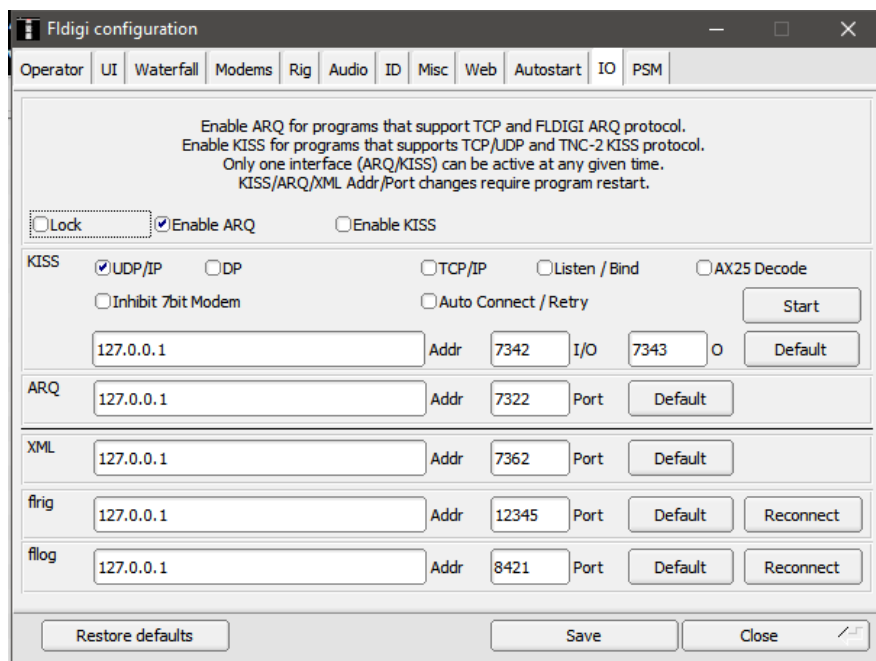 Fldigi configuration
Operator UI Waterfall Modems Rig Audio ID Misc Web Autostart IO PSM
Enable ARQ for programs that support TCP and FLDIGI ARQ protocol.
Enable KISS for programs that supports TCP/UDP and TNC-2 KISS protocol.
Only one interface (ARQ/KISS) can be active at any given time.
KISS/ARQ/XML Addr/Port changes require program restart.
Lock Enable ARQ Enable KISS
KISS UDP/IP DP TCP/IP Listen / Bind AX25 Decode
Inhibit 7bit Modem Auto Connect / Retry Start
127.0.0.1 Addr 7342 I/O 7343 O Default
ARQ 127.0.0.1 Addr 7322 Port Default
XML 127.0.0.1 Addr 7362 Port Default
flrig 127.0.0.1 Addr 12345 Port Default Reconnect
fllog 127.0.0.1 Addr 8421 Port Default Reconnect
Restore defaults Save Close